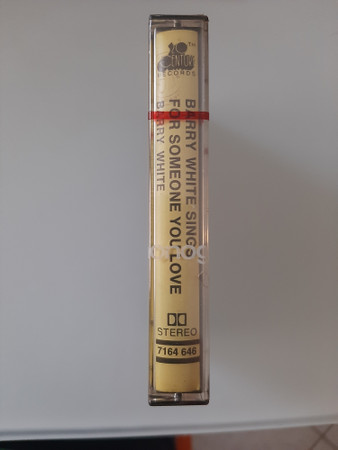 20TH
CENTURY
RECORDS
BARRY WHITE SINGS
FOR SOMEONE YOU LOVE
BARRY WHITE
STEREO
7164 646